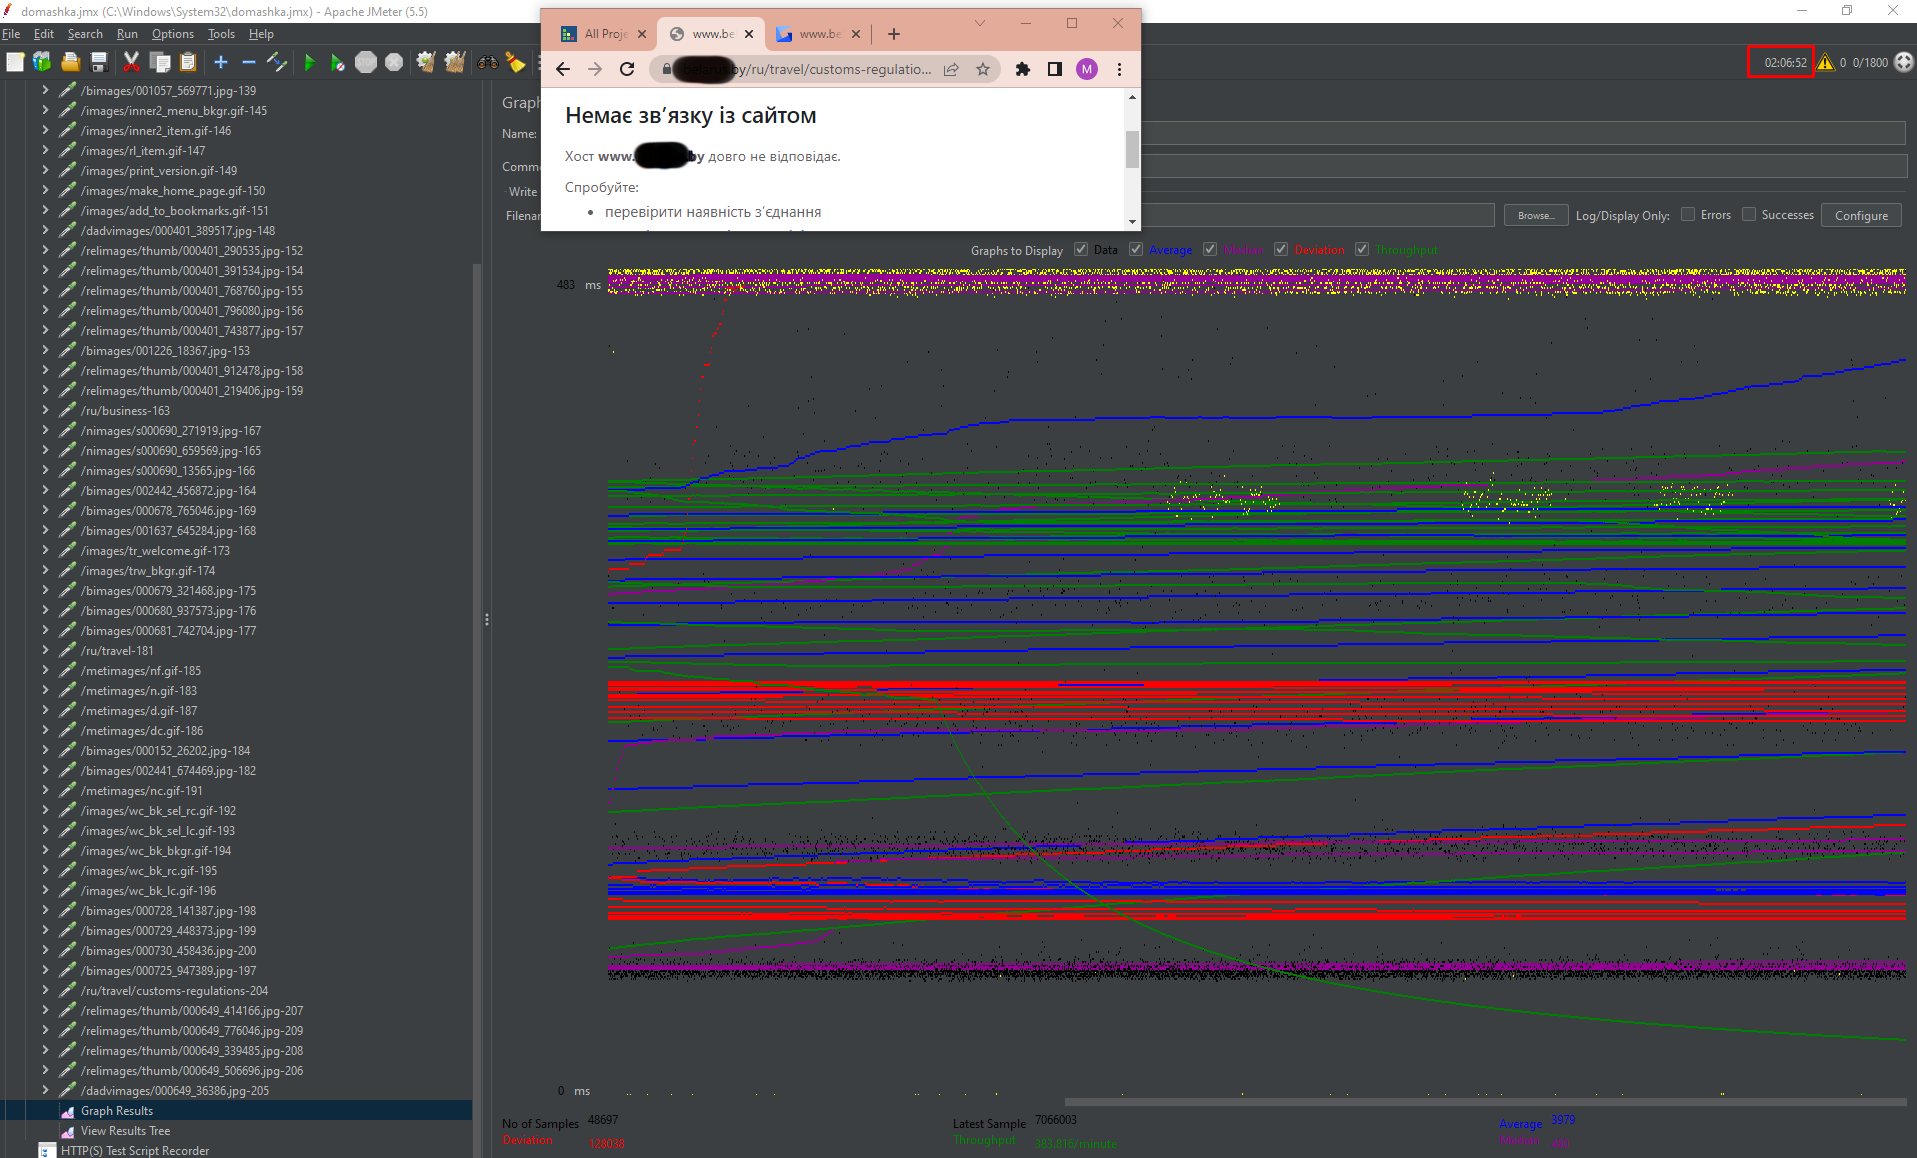 domashka.jmx (C:\Windows\System32\domashka.jmx) - Apache JMeter (5.5)
File Edit Search Run Options Tools Help
02:06:52 0 0/1800
All Proje
www.be
www.be
by/ru/travel/customs-regulatio...
M
Немає зв’язку із сайтом
Хост www. by довго не відповідає.
Спробуйте:
перевірити наявність з’єднання
/bimages/001057_569771.jpg-139
/images/inner2_menu_bkgr.gif-145
/images/inner2_item.gif-146
/images/rl_item.gif-147
/images/print_version.gif-149
/images/make_home_page.gif-150
/images/add_to_bookmarks.gif-151
/dadvimages/000401_389517.jpg-148
/relimages/thumb/000401_290535.jpg-152
/relimages/thumb/000401_391534.jpg-154
/relimages/thumb/000401_768760.jpg-155
/relimages/thumb/000401_796080.jpg-156
/relimages/thumb/000401_743877.jpg-157
/bimages/001226_18367.jpg-153
/relimages/thumb/000401_912478.jpg-158
/relimages/thumb/000401_219406.jpg-159
/ru/business-163
/nimages/s000690_271919.jpg-167
/nimages/s000690_659569.jpg-165
/nimages/s000690_13565.jpg-166
/bimages/002442_456872.jpg-164
/bimages/000678_765046.jpg-169
/bimages/001637_645284.jpg-168
/images/tr_welcome.gif-173
/images/trw_bkgr.gif-174
/bimages/000679_321468.jpg-175
/bimages/000680_937573.jpg-176
/bimages/000681_742704.jpg-177
/ru/travel-181
/metimages/nf.gif-185
/metimages/n.gif-183
/metimages/d.gif-187
/metimages/dc.gif-186
/bimages/000152_26202.jpg-184
/bimages/002441_674469.jpg-182
/metimages/nc.gif-191
/images/wc_bk_sel_rc.gif-192
/images/wc_bk_sel_lc.gif-193
/images/wc_bk_bkgr.gif-194
/images/wc_bk_rc.gif-195
/images/wc_bk_lc.gif-196
/bimages/000728_141387.jpg-198
/bimages/000729_448373.jpg-199
/bimages/000730_458436.jpg-200
/bimages/000725_947389.jpg-197
/ru/travel/customs-regulations-204
/relimages/thumb/000649_414166.jpg-207
/relimages/thumb/000649_776046.jpg-209
/relimages/thumb/000649_339485.jpg-208
/relimages/thumb/000649_506696.jpg-206
/dadvimages/000649_36386.jpg-205
Graph Results
View Results Tree
HTTP(S) Test Script Recorder
Graph
Name:
Comme
Write
Filenar
Browse... Log/Display Only: Errors Successes Configure
Graphs to Display Data Average Median Deviation Throughput
483 ms
0 ms
No of Samples 48697 Latest Sample 7066003 Average 3979
Deviation 128038 Throughput 383.816/minute Median